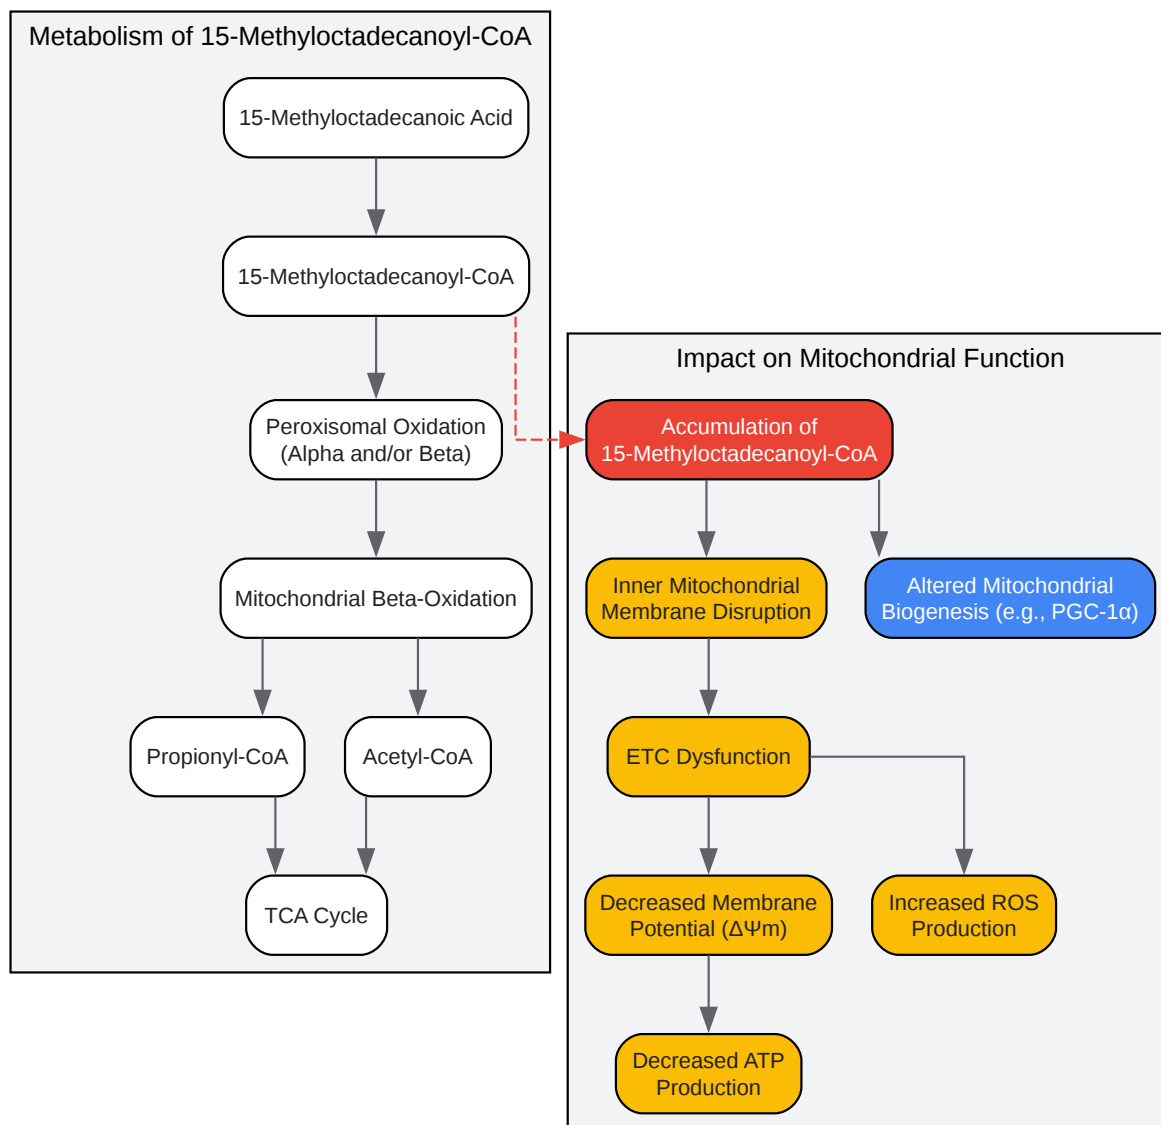 Metabolism of 15-Methyloctadecanoyl-CoA
15-Methyloctadecanoic Acid
15-Methyloctadecanoyl-CoA
Peroxisomal Oxidation
(Alpha and/or Beta)
Mitochondrial Beta-Oxidation
Propionyl-CoA
Acetyl-CoA
TCA Cycle
Impact on Mitochondrial Function
Accumulation of
15-Methyloctadecanoyl-CoA
Inner Mitochondrial
Membrane Disruption
Altered Mitochondrial
Biogenesis (e.g., PGC-1α)
ETC Dysfunction
Decreased Membrane
Potential (ΔΨm)
Increased ROS
Production
Decreased ATP
Production